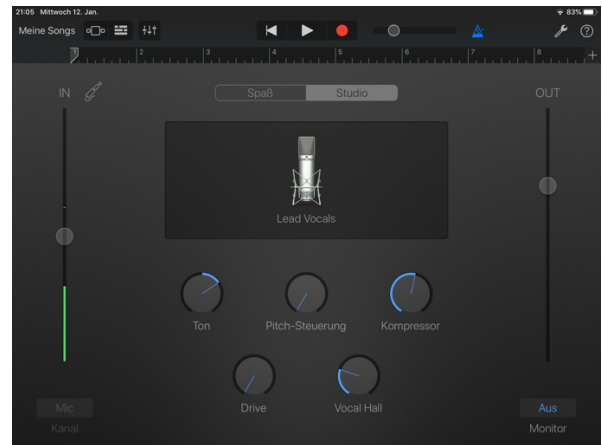 21:05 Mittwoch 12. Jan.
83%
Meine Songs
1 2 3 4 5 6 7 8
IN
Spaß Studio
OUT
Lead Vocals
Ton Pitch-Steuerung Kompressor
Drive Vocal Hall
Mic
Kanal
Aus
Monitor